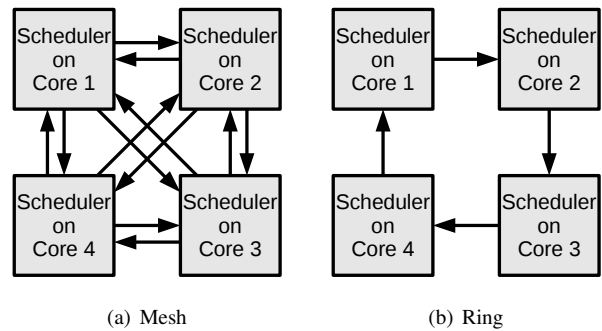 Scheduler
on
Core 1
Scheduler
on
Core 2
Scheduler
on
Core 4
Scheduler
on
Core 3
(a) Mesh
Scheduler
on
Core 1
Scheduler
on
Core 2
Scheduler
on
Core 4
Scheduler
on
Core 3
(b) Ring